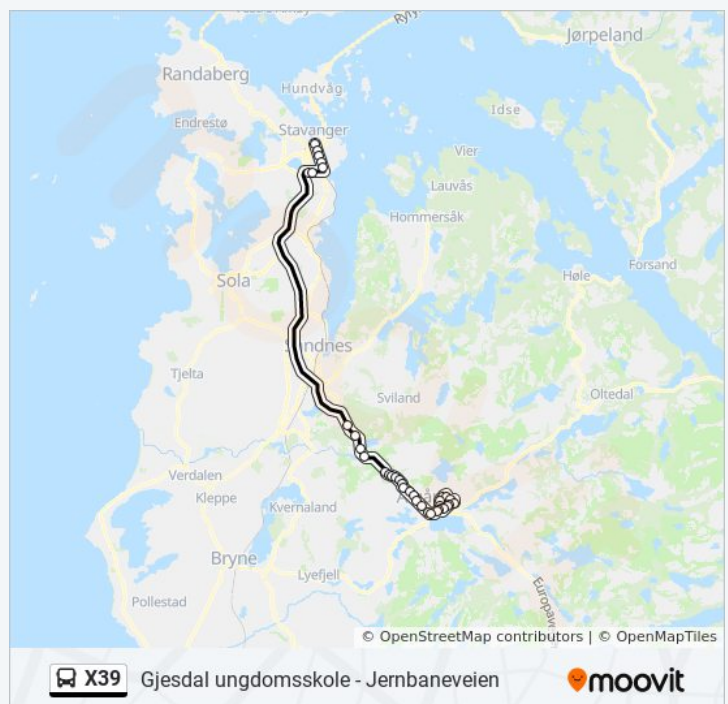 Jørpeland
Randaberg
Hundvåg
Idse
Endrestø
Stavanger
Vier
Lauvås
Hommersåk
Forsand
Høle
Sola
Tjelta
Sviland
Oltedal
Verdalen
Kleppe
Kvernaland
Bryne
Lyefjell
Pollestad
© OpenStreetMap contributors | © OpenMapTiles
X39 Gjesdal ungdomsskole - Jernbaneveien moovit